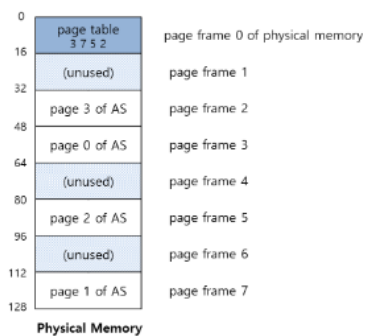 0
page table
3 7 5 2
page frame 0 of physical memory
16
(unused)
page frame 1
32
page 3 of AS
page frame 2
48
page 0 of AS
page frame 3
64
(unused)
page frame 4
80
page 2 of AS
page frame 5
96
(unused)
page frame 6
112
page 1 of AS
page frame 7
128
Physical Memory